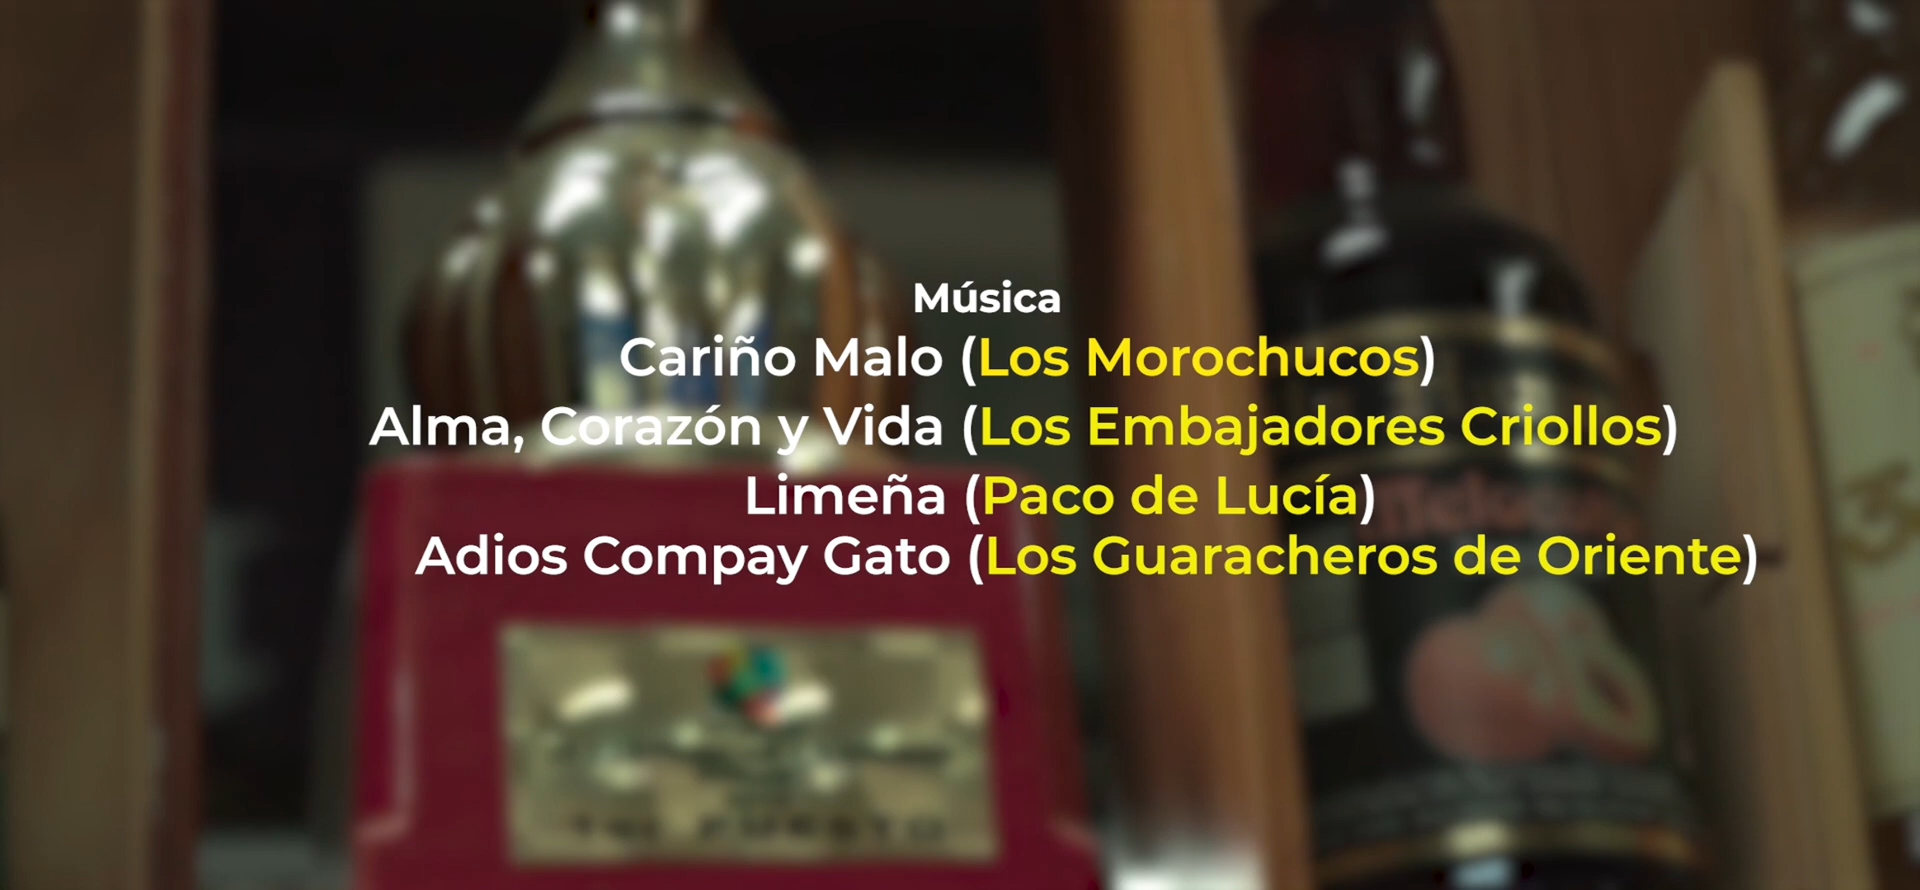 Música
Cariño Malo (Los Morochucos)
Alma, Corazón y Vida (Los Embajadores Criollos)
Limeña (Paco de Lucía)
Adios Compay Gato (Los Guaracheros de Oriente)